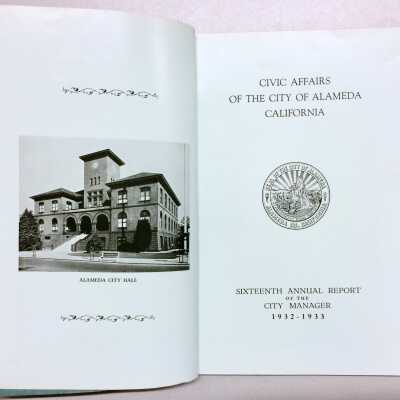 ALAMEDA CITY HALL
CIVIC AFFAIRS
OF THE CITY OF ALAMEDA
CALIFORNIA
SIXTEENTH ANNUAL REPORT
OF THE
CITY MANAGER
1932-1933